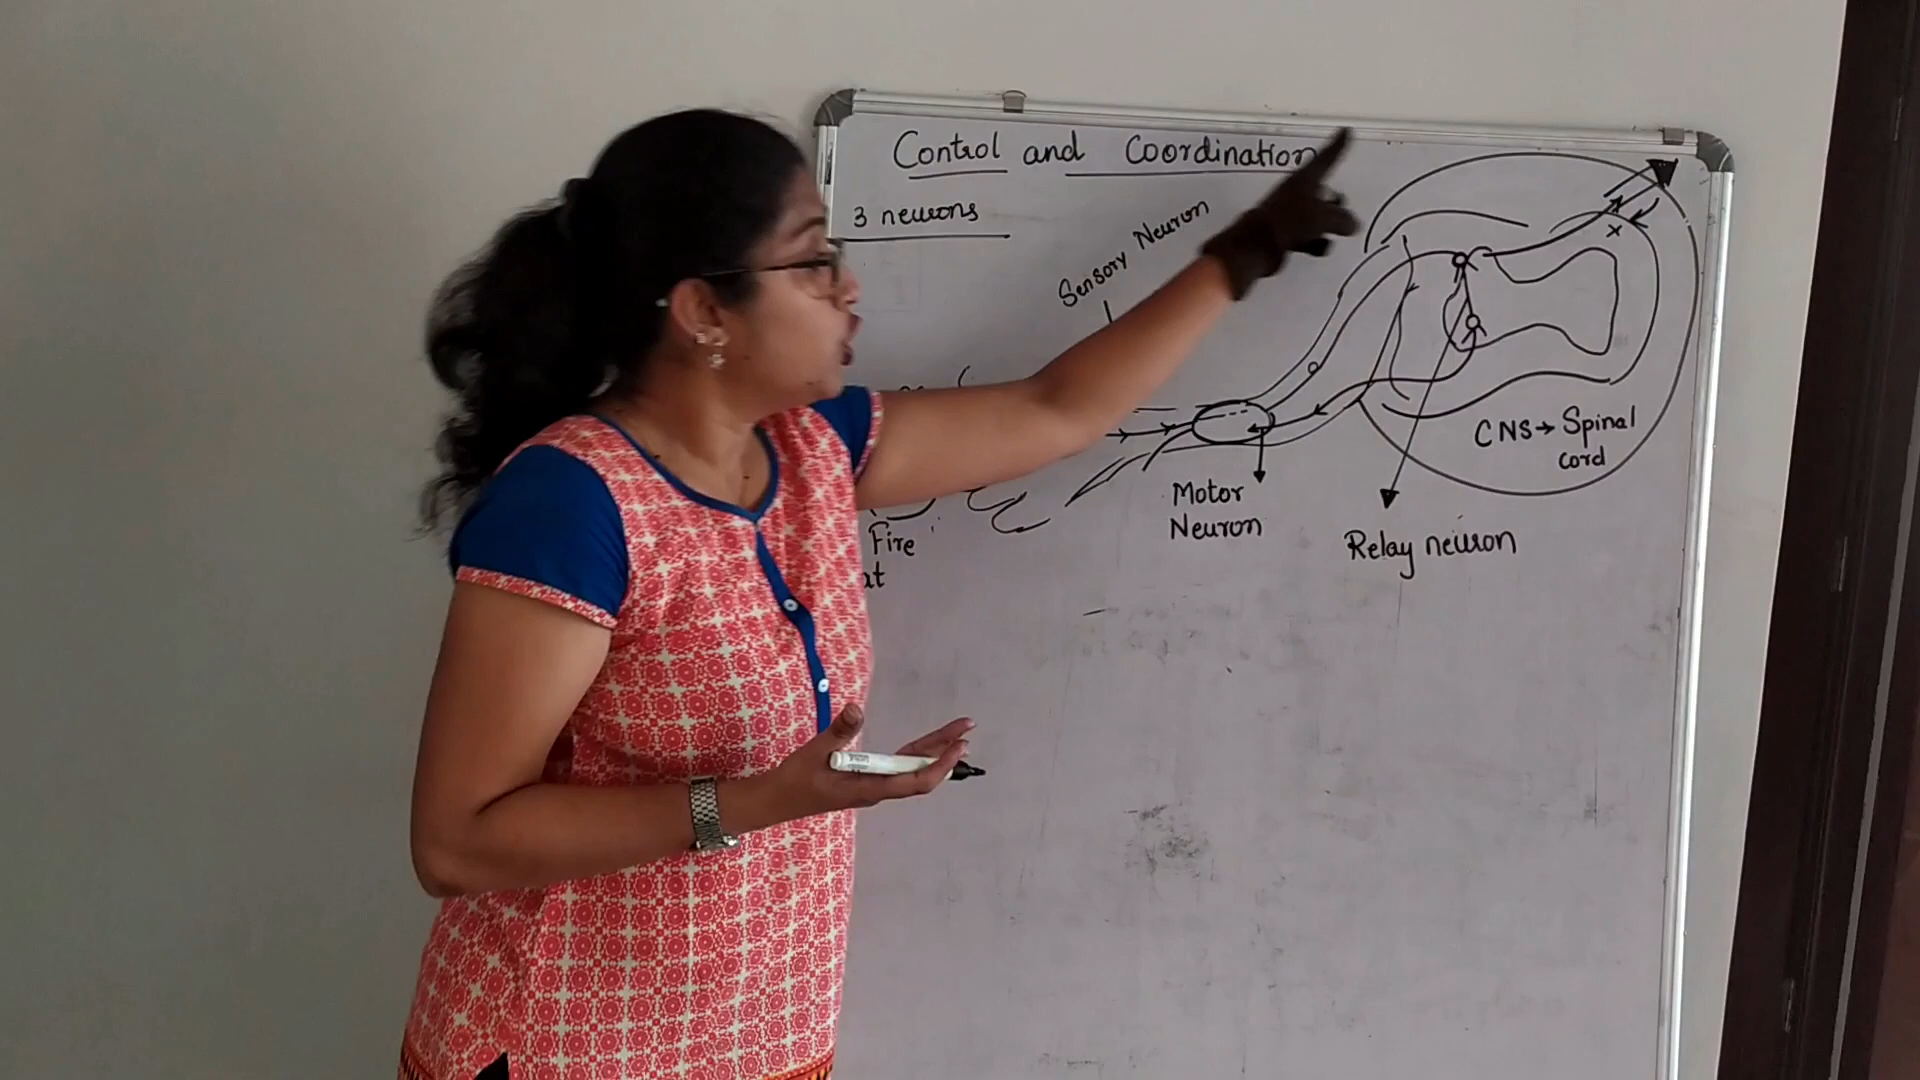 Control and Coordination
3 neurons
Sensory Neuron
CNS → Spinal
cord
Motor
Neuron
Relay neuron
Fire